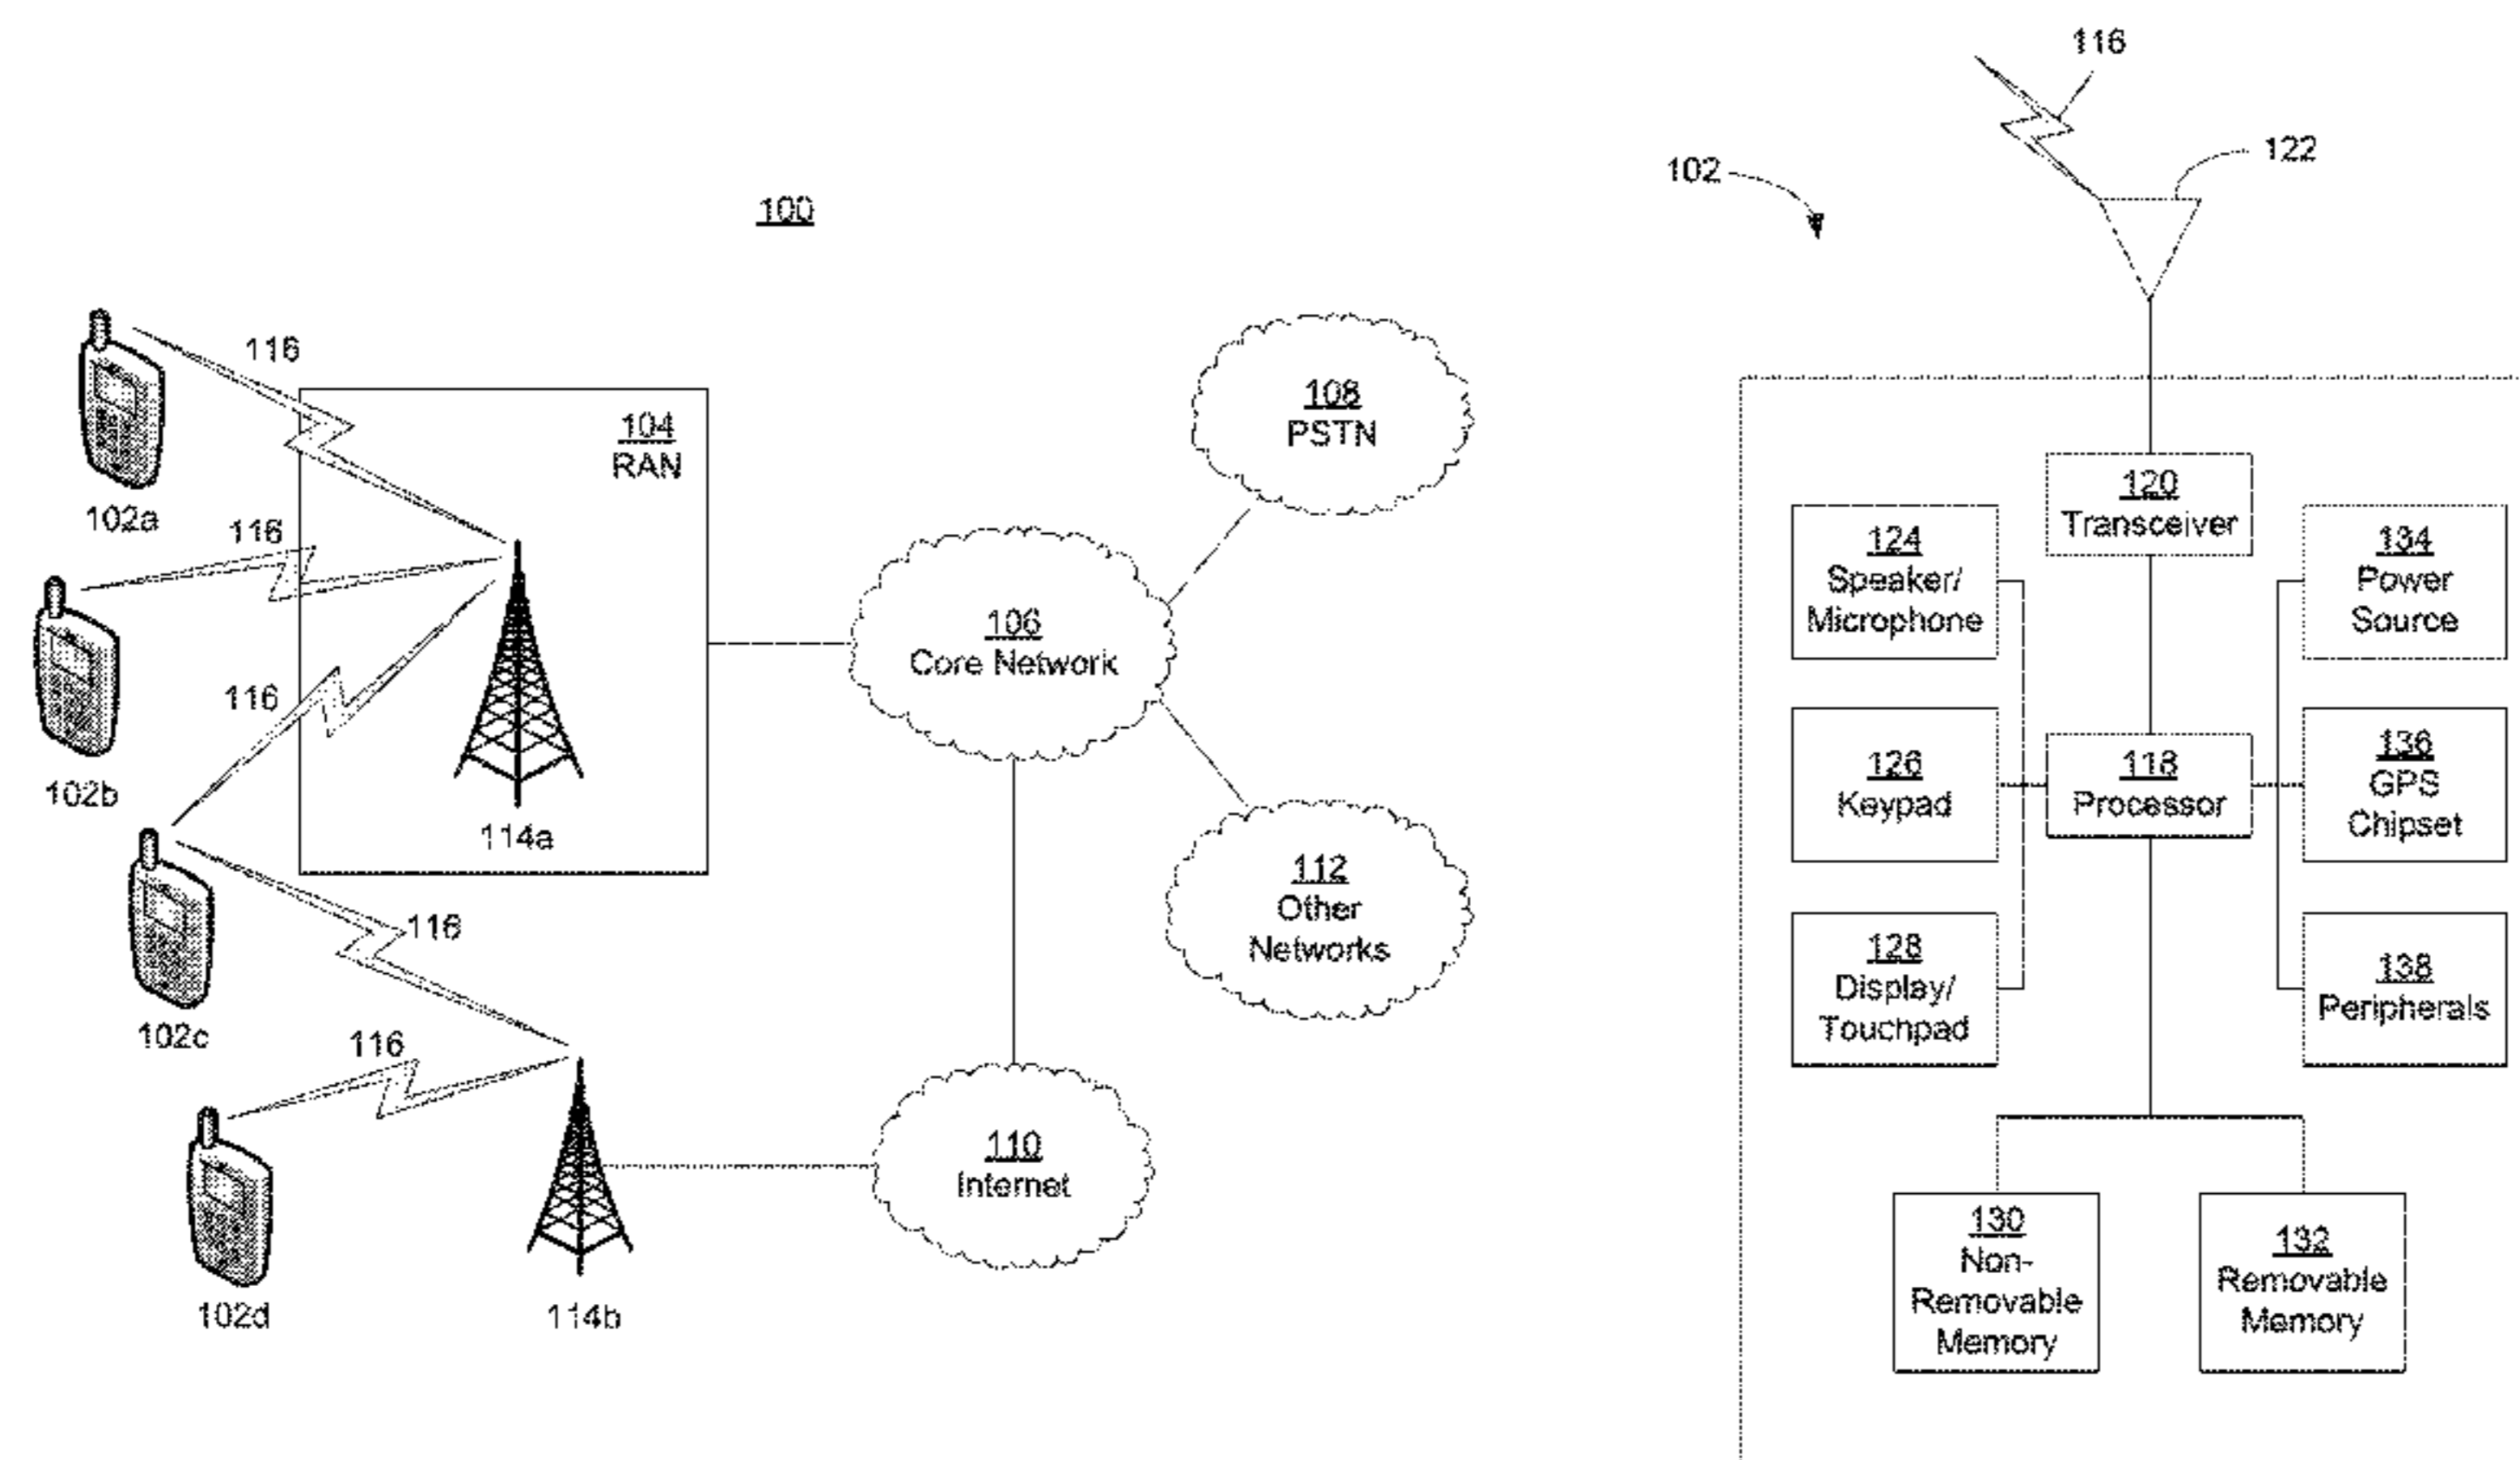 100
116
104
RAN
102a
116
102b
116
114a
102c
116
116
102d
114b
108
PSTN
106
Core Network
112
Other
Networks
110
Internet
116
102
122
120
Transceiver
124
Speaker/
Microphone
134
Power
Source
126
Keypad
118
Processor
136
GPS
Chipset
128
Display/
Touchpad
138
Peripherals
130
Non-
Removable
Memory
132
Removable
Memory